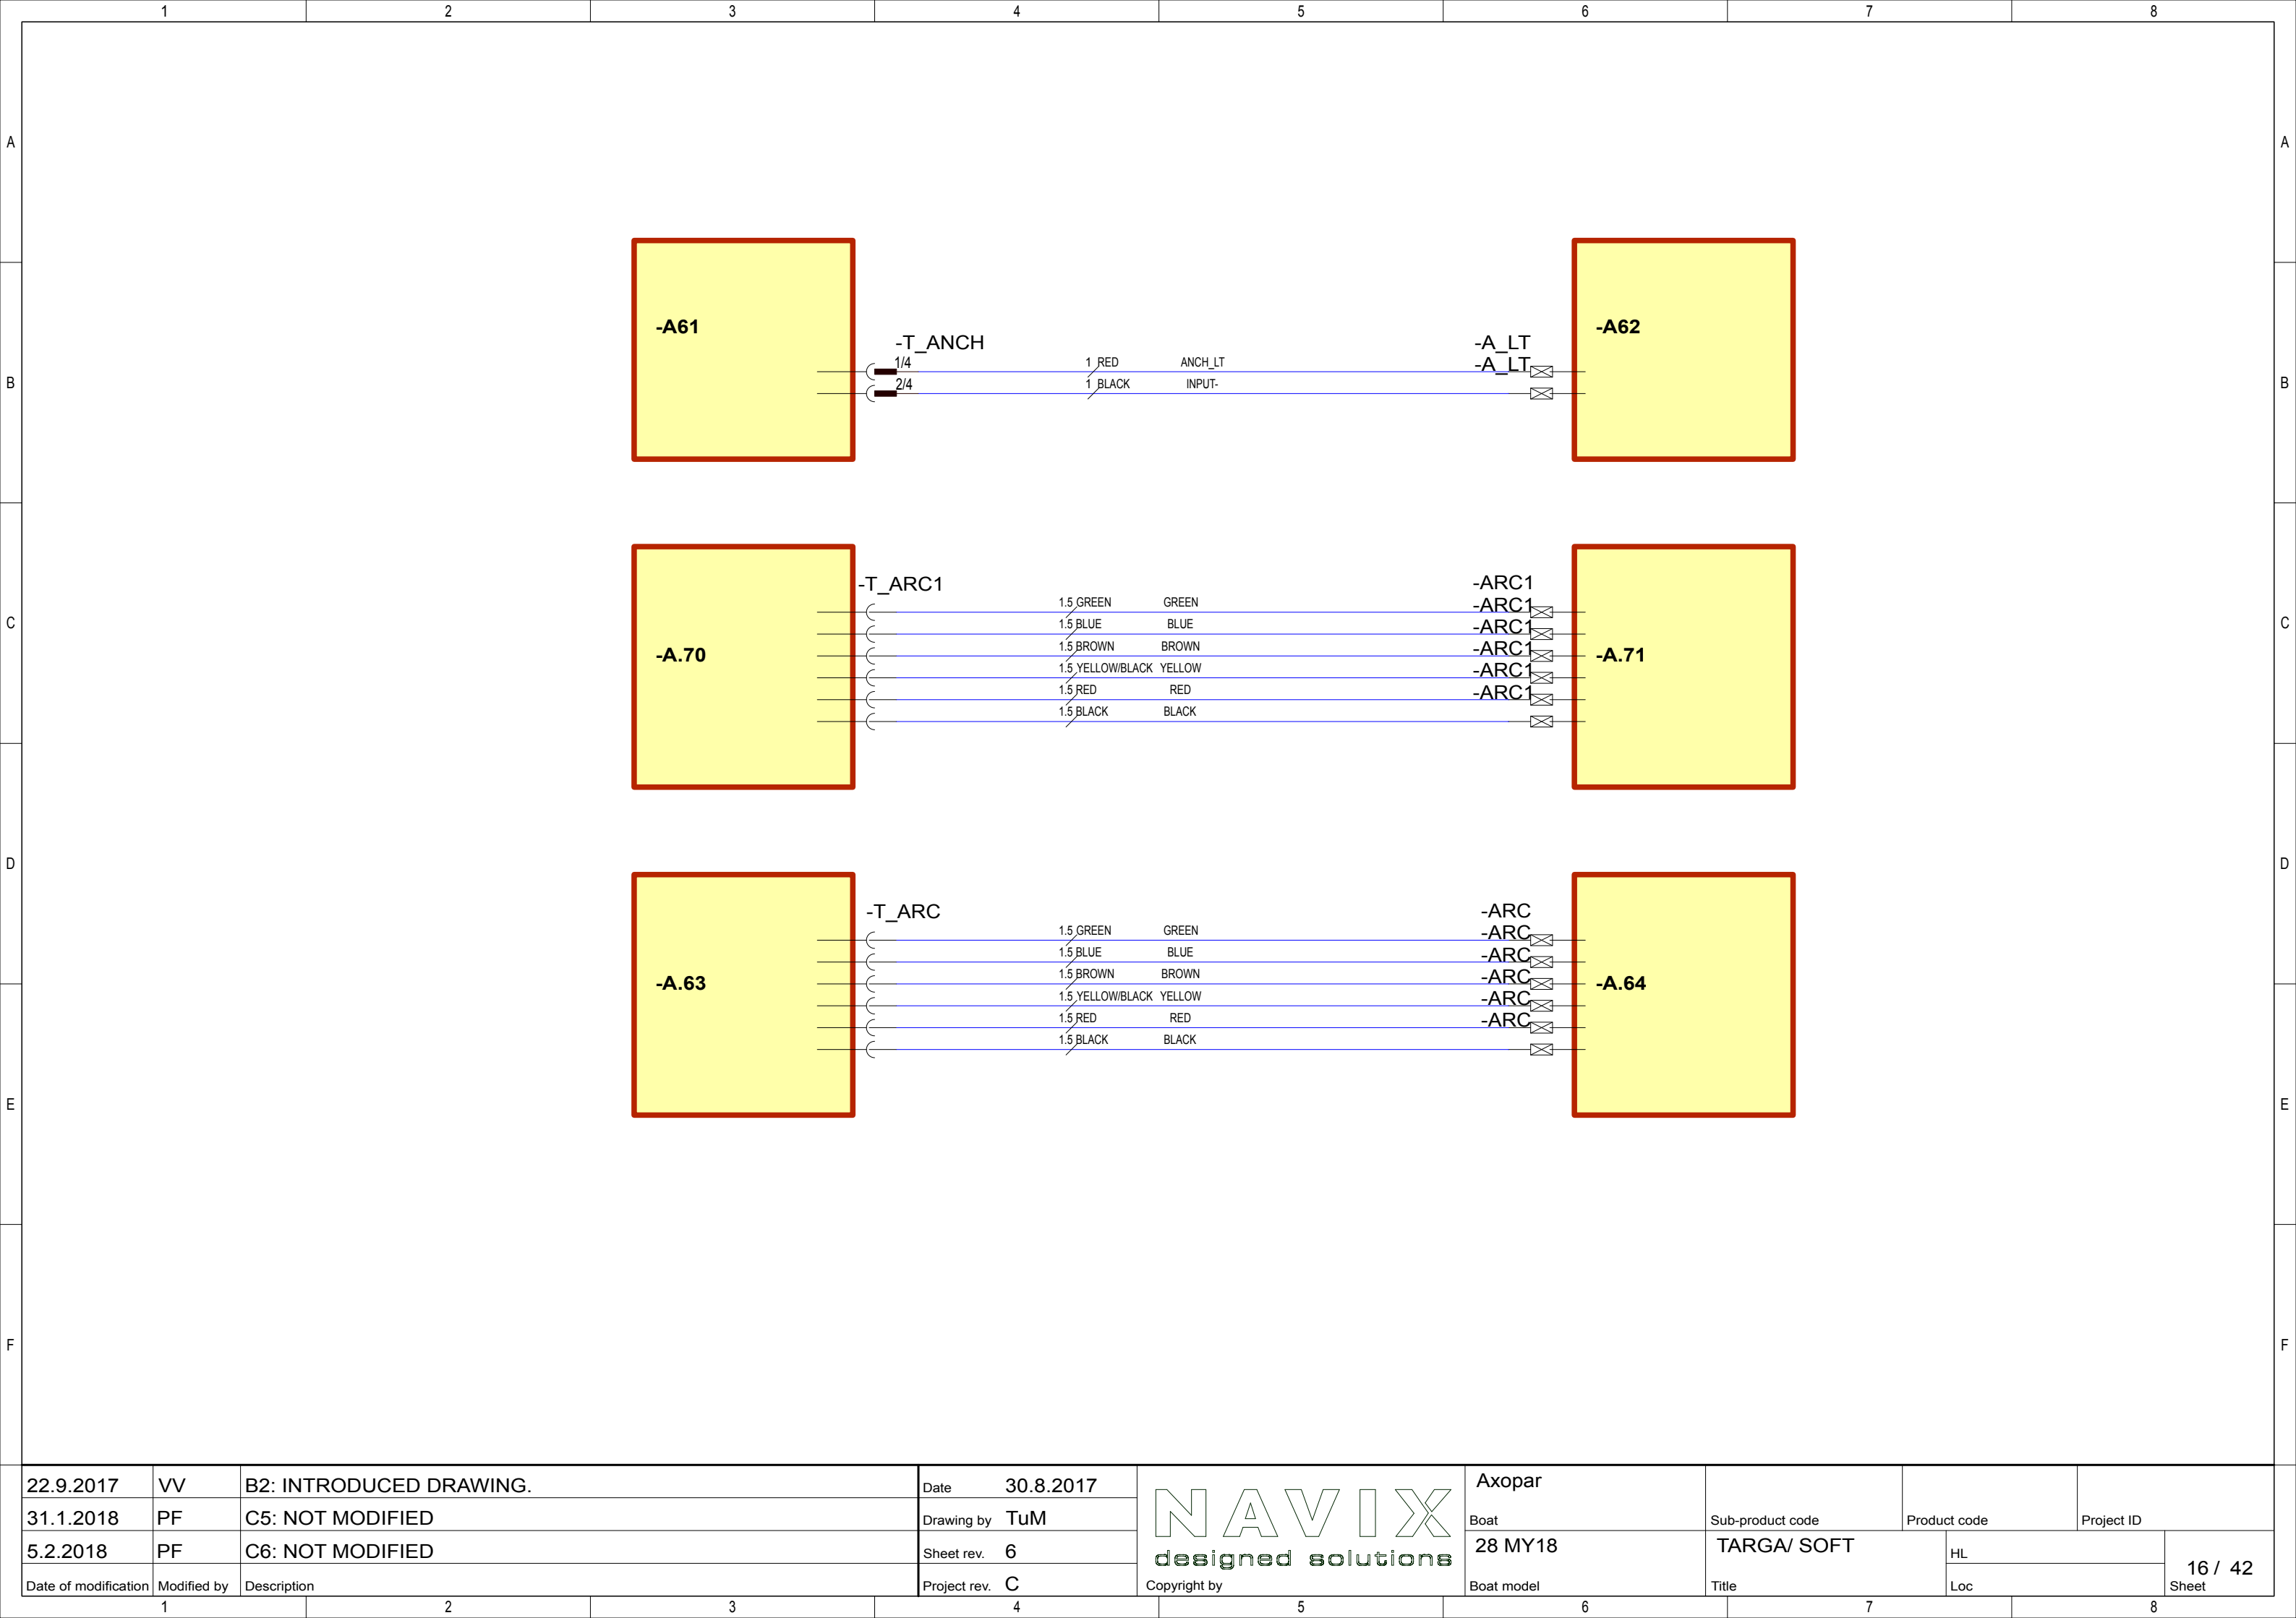 1 2 3 4 5 6 7 8
A A
-A61 -A62
-T_ANCH -A_LT
1/4 1 RED ANCH_LT -A_LT
B B
2/4 1 BLACK INPUT-
-T_ARC1 -ARC1
1.5 GREEN GREEN -ARC1
C C
1.5 BLUE BLUE -ARC1
1.5 BROWN BROWN -ARC1
-A.70 -A.71
1.5 YELLOW/BLACK YELLOW -ARC1
1.5 RED RED -ARC1
1.5 BLACK BLACK
D D
-T_ARC -ARC
1.5 GREEN GREEN -ARC
1.5 BLUE BLUE -ARC
1.5 BROWN BROWN -ARC
-A.63 -A.64
1.5 YELLOW/BLACK YELLOW -ARC
1.5 RED RED -ARC
1.5 BLACK BLACK
E E
F F
22.9.2017 VV B2: INTRODUCED DRAWING.
31.1.2018 PF C5: NOT MODIFIED
5.2.2018 PF C6: NOT MODIFIED
Date of modification Modified by Description
Date 30.8.2017
Drawing by TuM
Sheet rev. 6
Project rev. C
NAVIX
designed solutions
Copyright by
Axopar
Boat Sub-product code Product code Project ID
28 MY18 TARGA/ SOFT HL
16 / 42
Boat model Title Loc Sheet
1 2 3 4 5 6 7 8